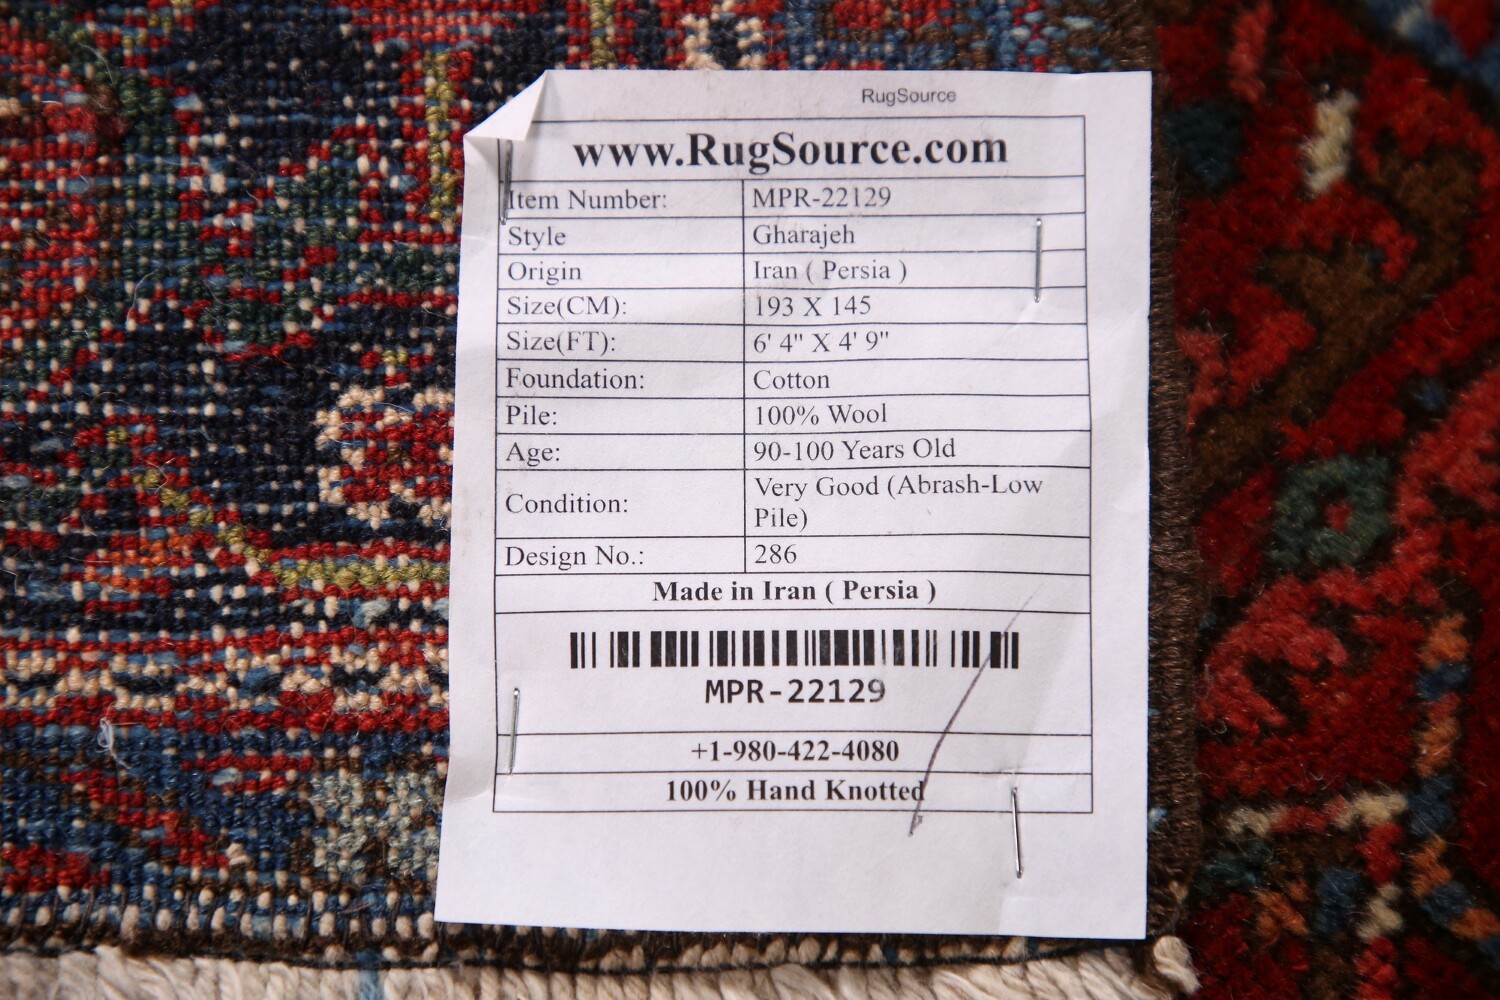 RugSource
www.RugSource.com
Item Number: MPR-22129
Style Gharajeh
Origin Iran ( Persia )
Size(CM): 193 X 145
Size(FT): 6' 4" X 4' 9"
Foundation: Cotton
Pile: 100% Wool
Age: 90-100 Years Old
Condition: Very Good (Abrash-Low
Pile)
Design No.: 286
Made in Iran ( Persia )
MPR-22129
+1-980-422-4080
100% Hand Knotted